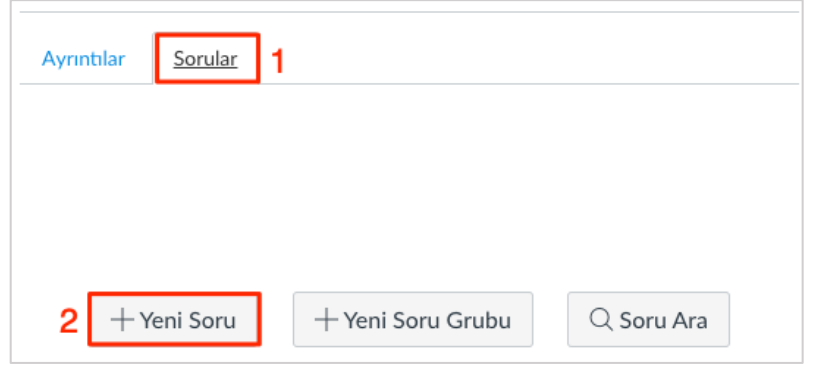 Ayrıntılar Sorular 1
2 + Yeni Soru + Yeni Soru Grubu Soru Ara